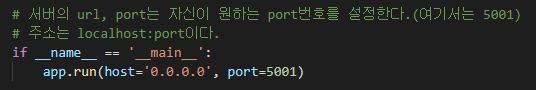 # 서버의 url, port는 자신이 원하는 port번호를 설정한다.(여기서는 5001)
# 주소는 localhost:port이다.
if __name__ == '__main__':
    app.run(host='0.0.0.0', port=5001)